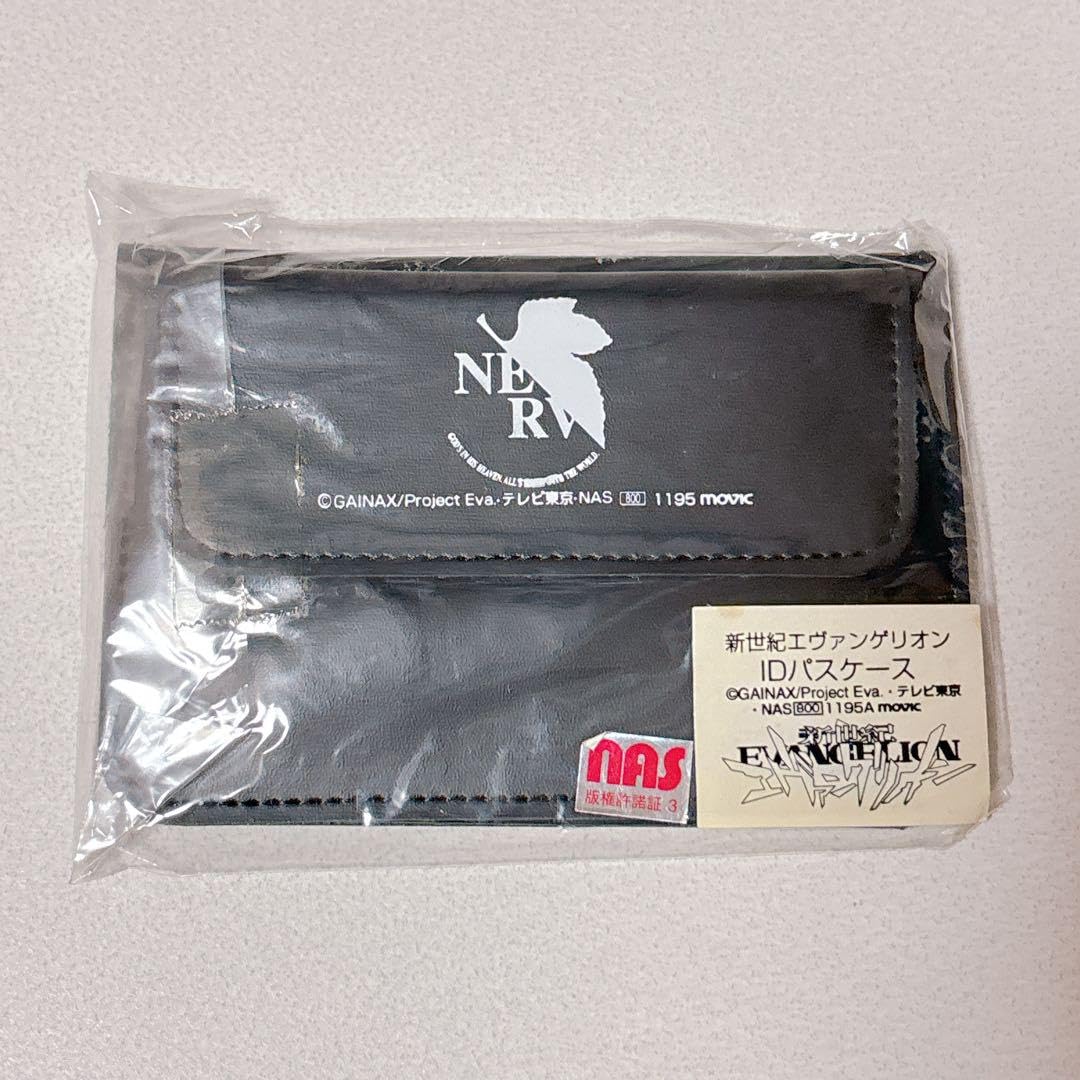 NERV
GOD'S IN HIS HEAVEN. ALL'S RIGHT WITH THE WORLD.
©GAINAX/Project Eva.・テレビ東京・NAS 800 1195 movic
新世紀エヴァンゲリオン
IDパスケース
©GAINAX/Project Eva.・テレビ東京
・NAS 800 1195A movic
新世紀
EVANGELION
エヴァンゲリオン
nas
版権許諾証 3